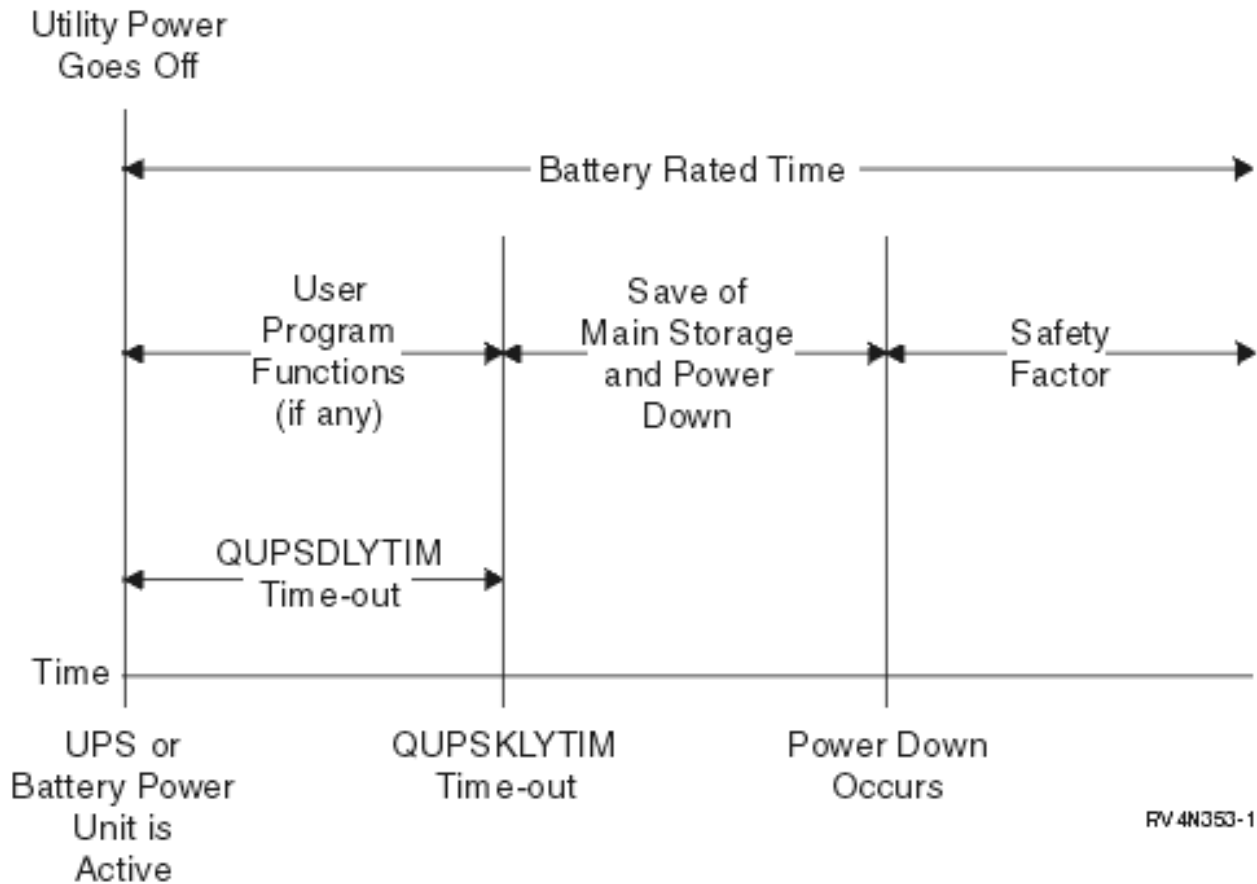 Utility Power
Goes Off
Battery Rated Time
User
Program
Functions
(if any)
Save of
Main Storage
and Power
Down
Safety
Factor
QUPSDLYTIM
Time-out
Time
UPS or
Battery Power
Unit is
Active
QUPSKLYTIM
Time-out
Power Down
Occurs
RV4N353-1